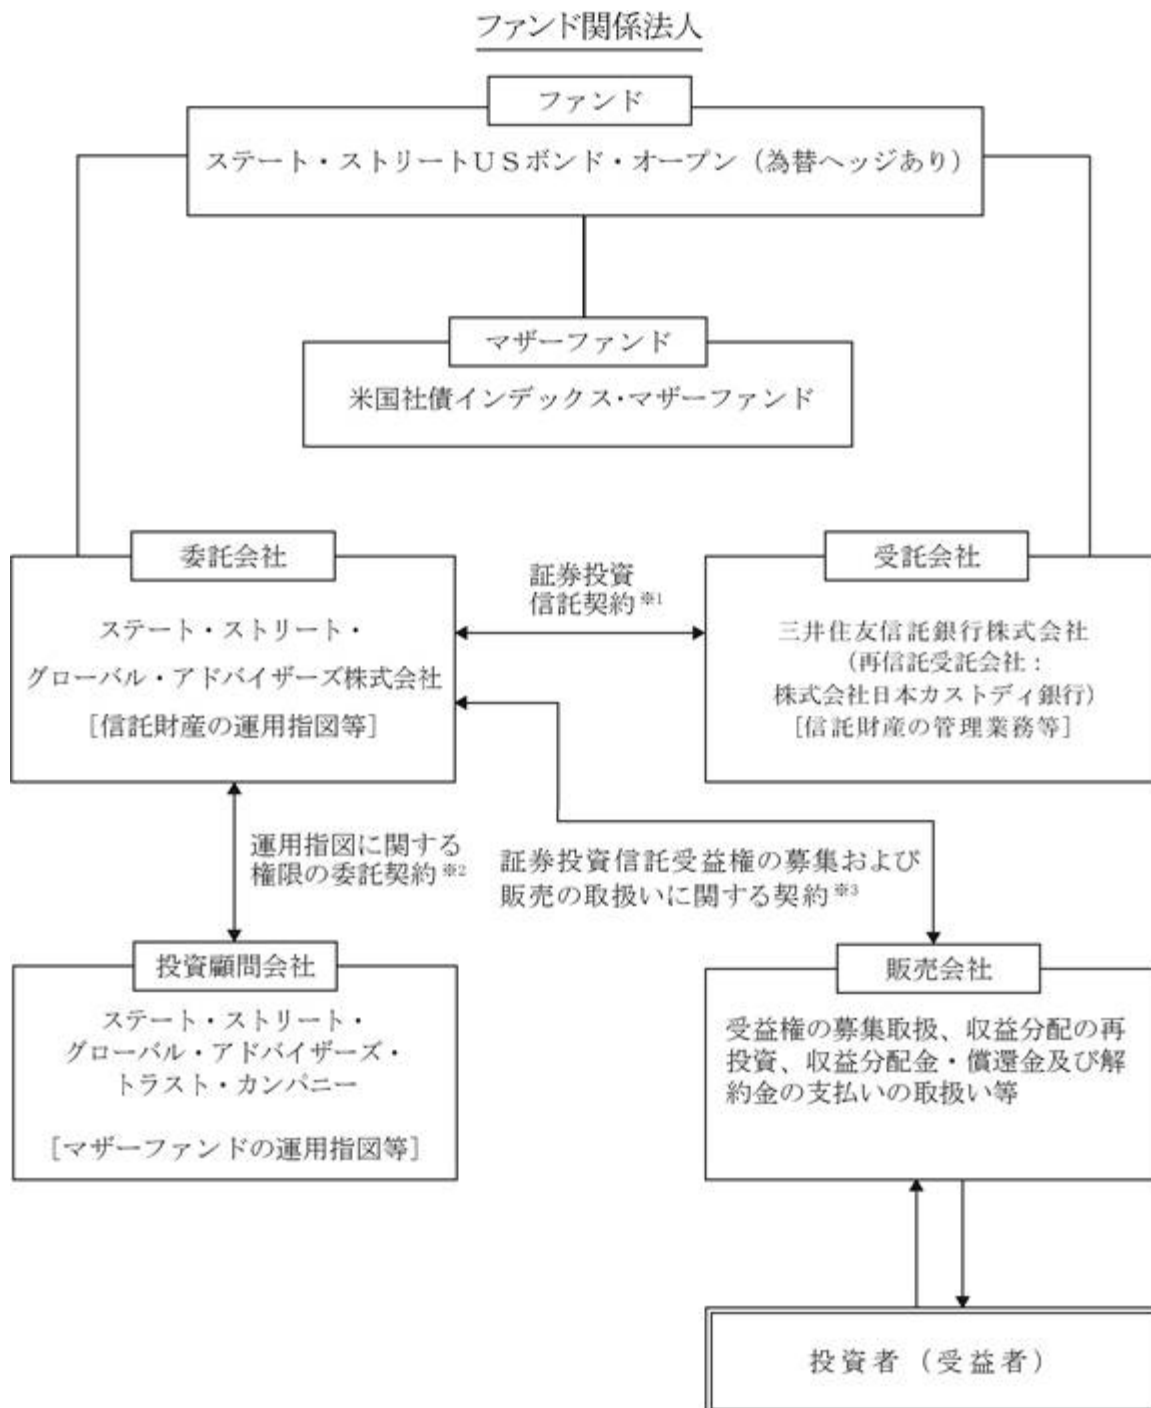 ファンド関係法人
ファンド
ステート・ストリートUSボンド・オープン（為替ヘッジあり）
マザーファンド
米国社債インデックス・マザーファンド
委託会社
ステート・ストリート・
グローバル・アドバイザーズ株式会社
［信託財産の運用指図等］
証券投資
信託契約※1
受託会社
三井住友信託銀行株式会社
（再信託受託会社：
株式会社日本カストディ銀行）
［信託財産の管理業務等］
運用指図に関する
権限の委託契約※2
証券投資信託受益権の募集および
販売の取扱いに関する契約※3
投資顧問会社
ステート・ストリート・
グローバル・アドバイザーズ・
トラスト・カンパニー
［マザーファンドの運用指図等］
販売会社
受益権の募集取扱、収益分配の再
投資、収益分配金・償還金及び解
約金の支払いの取扱い等
投資者（受益者）